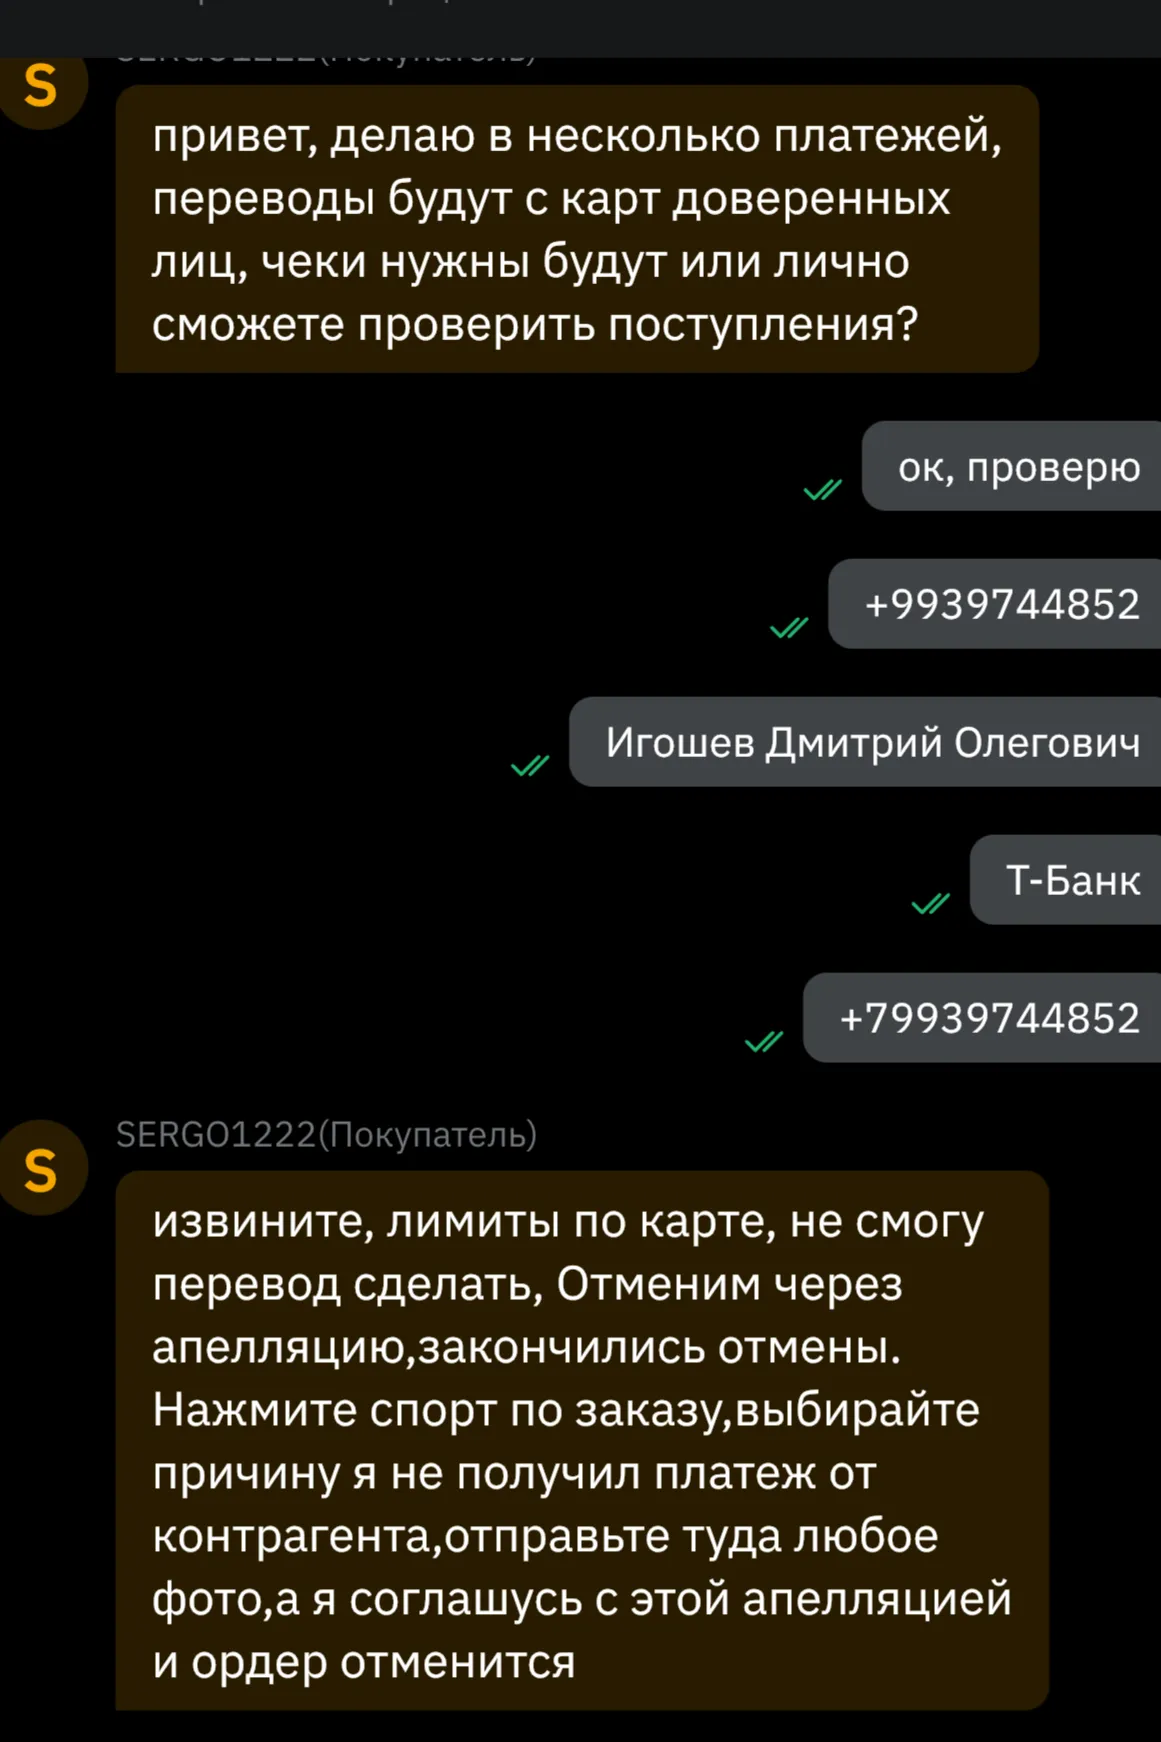 S
SERGO1222(Покупатель)
привет, делаю в несколько платежей,
переводы будут с карт доверенных
лиц, чеки нужны будут или лично
сможете проверить поступления?
ок, проверю
+9939744852
Игошев Дмитрий Олегович
Т-Банк
+79939744852
SERGO1222(Покупатель)
S
извините, лимиты по карте, не смогу
перевод сделать, Отменим через
апелляцию,закончились отмены.
Нажмите спорт по заказу,выбирайте
причину я не получил платеж от
контрагента,отправьте туда любое
фото,а я соглашусь с этой апелляцией
и ордер отменится